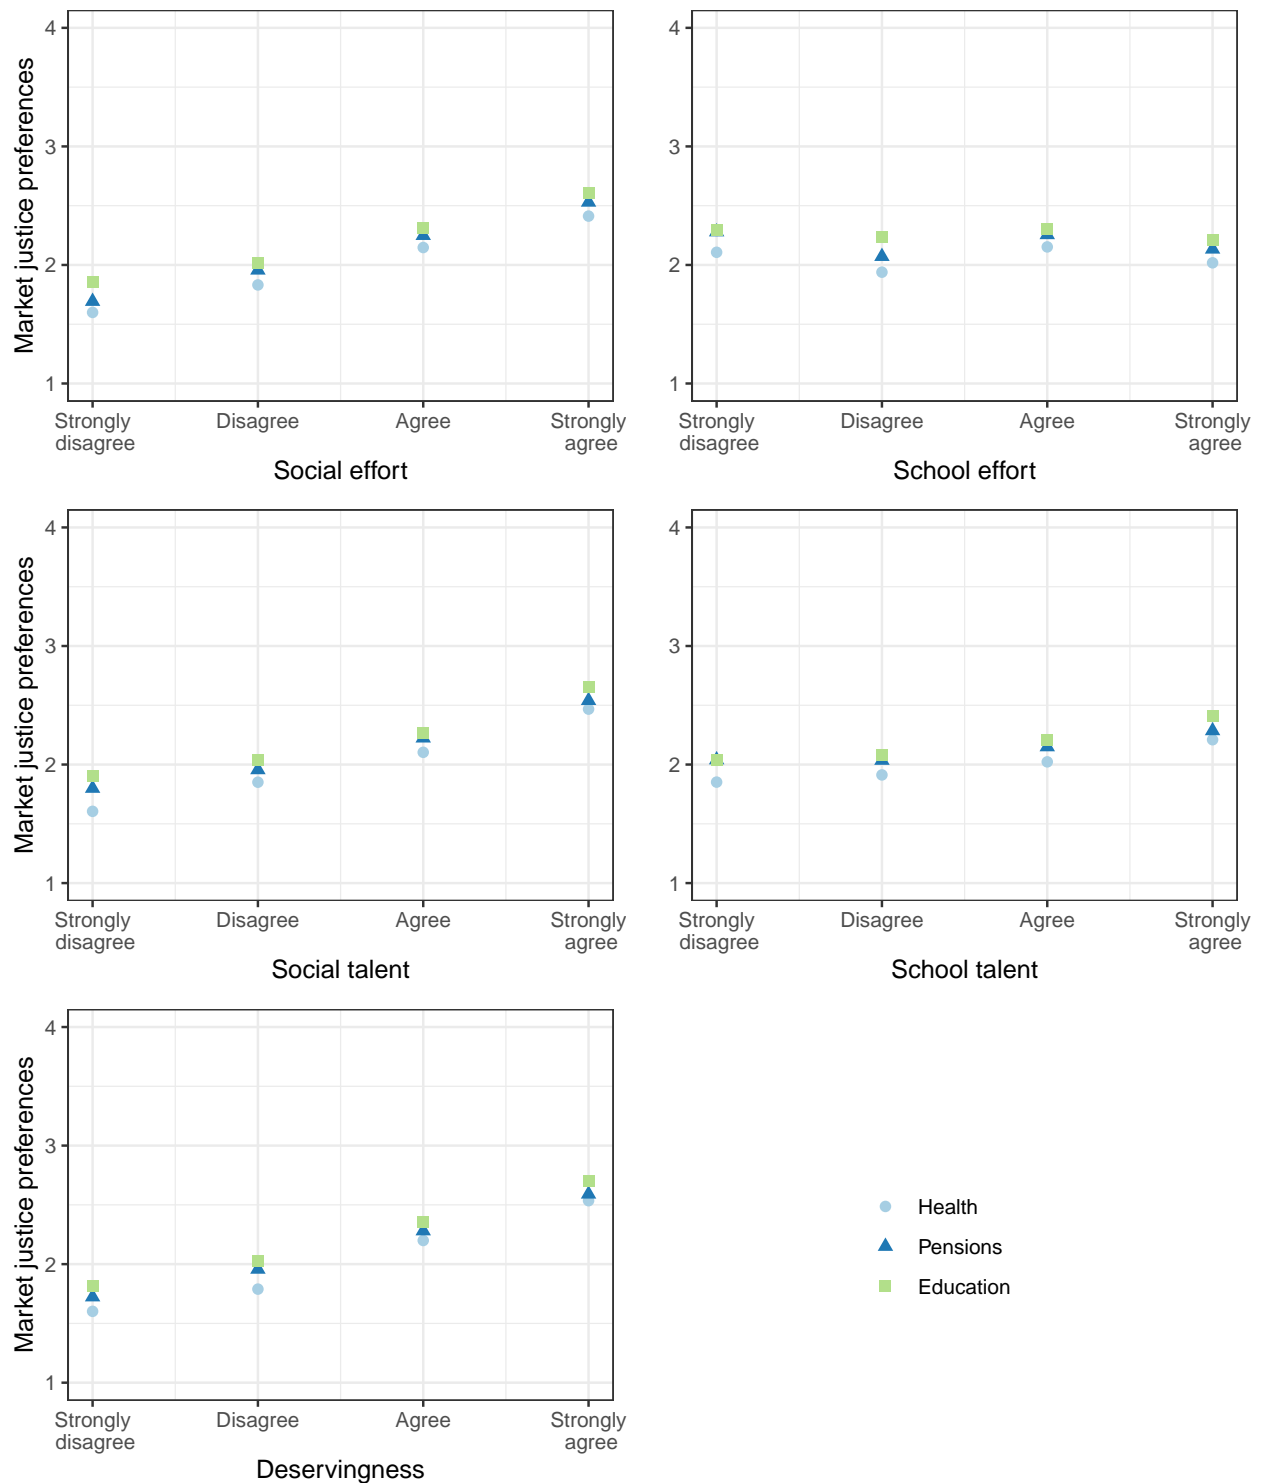 Market justice preferences
4
3
2
1
Strongly
disagree
Disagree
Agree
Strongly
agree
Social effort
4
3
2
1
Strongly
disagree
Disagree
Agree
Strongly
agree
School effort
Market justice preferences
4
3
2
1
Strongly
disagree
Disagree
Agree
Strongly
agree
Social talent
4
3
2
1
Strongly
disagree
Disagree
Agree
Strongly
agree
School talent
Market justice preferences
4
3
2
1
Strongly
disagree
Disagree
Agree
Strongly
agree
Deservingness
Health
Pensions
Education